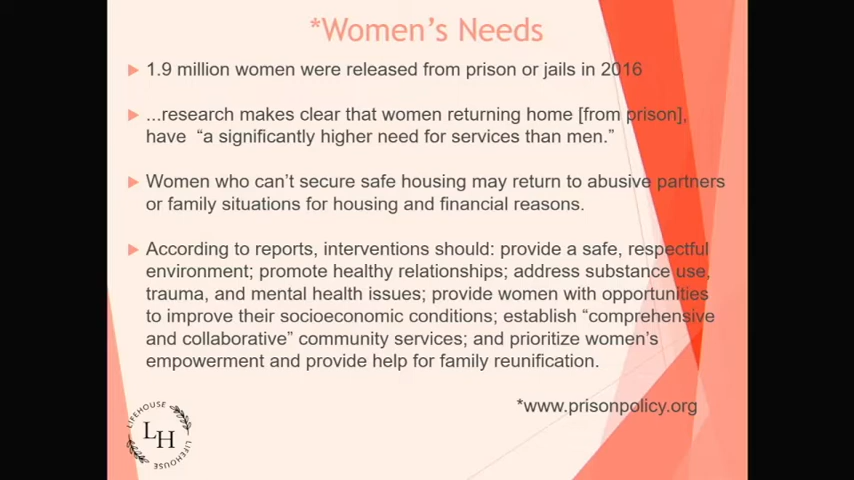 *Women's Needs
1.9 million women were released from prison or jails in 2016
...research makes clear that women returning home [from prison],
have “a significantly higher need for services than men.”
Women who can't secure safe housing may return to abusive partners
or family situations for housing and financial reasons.
According to reports, interventions should: provide a safe, respectful
environment; promote healthy relationships; address substance use,
trauma, and mental health issues; provide women with opportunities
to improve their socioeconomic conditions; establish “comprehensive
and collaborative” community services; and prioritize women's
empowerment and provide help for family reunification.
*www.prisonpolicy.org
LIFEHOUSE
LH
LIFEHOUSE